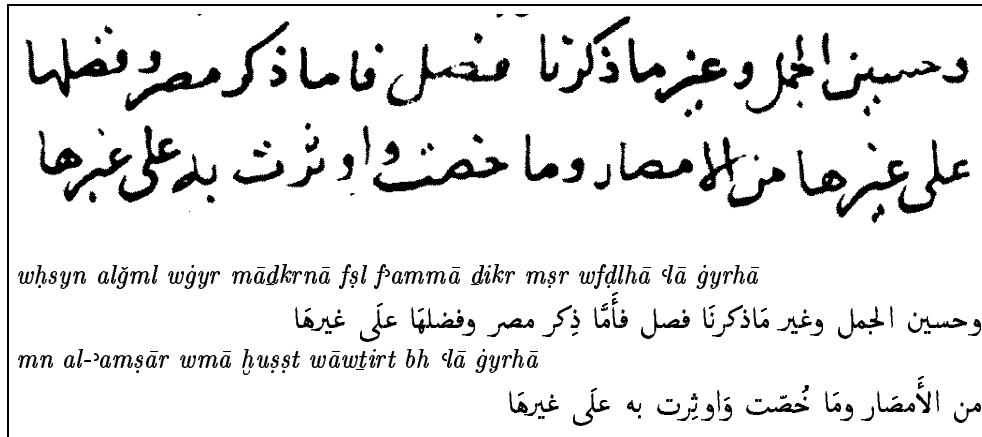 وحسين الجمل وغير ما ذكرنا فصل فاما ذكر مصر وفضلها
على غيرها من الامصار وما خصت واوثرت به على غيرها
wḥsyn alǧml wġyr māḏkrnā fṣl fʾammā ḏikr mṣr wfḍlhā ʿlā ġyrhā
وحسين الجمل وغير مَاذكرنَا فصل فأَمَّا ذِكر مصر وفضلهَا علَى غيرهَا
mn al-ʾamṣār wmā ḫuṣṣt wāwṯirt bh ʿlā ġyrhā
من الأَمصَار ومَا خُصّت وَاوثِرت به علَى غيرهَا